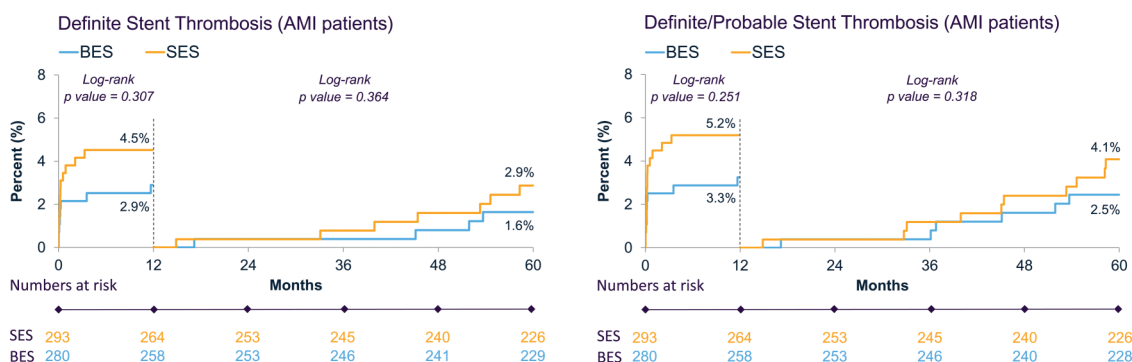 Definite Stent Thrombosis (AMI patients)
BES SES
Log-rank
p value = 0.307
Log-rank
p value = 0.364
Percent (%)
8
6
4
2
0
4.5%
2.9%
2.9%
1.6%
0 12 24 36 48 60
Numbers at risk
Months
SES 293 264 253 245 240 226
BES 280 258 253 246 241 229
Definite/Probable Stent Thrombosis (AMI patients)
BES SES
Log-rank
p value = 0.251
Log-rank
p value = 0.318
Percent (%)
8
6
4
2
0
5.2%
3.3%
4.1%
2.5%
0 12 24 36 48 60
Numbers at risk
Months
SES 293 264 253 245 240 226
BES 280 258 253 246 240 228